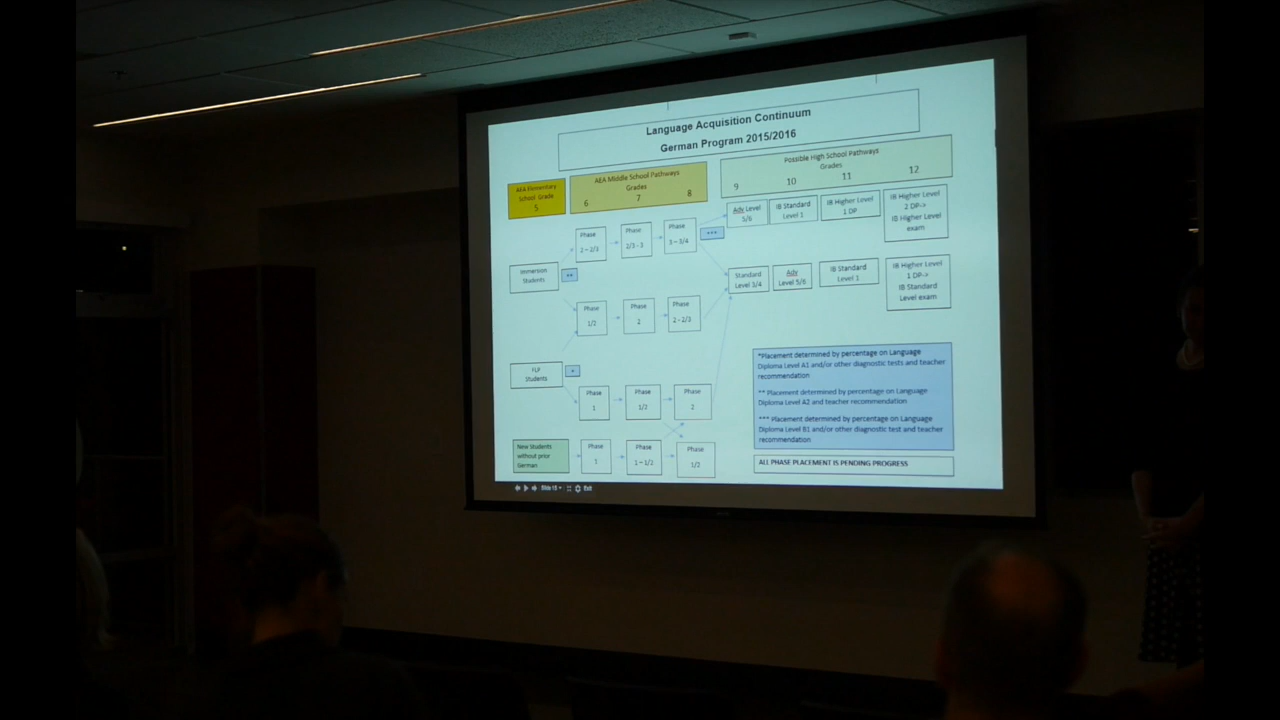 Language Acquisition Continuum
German Program 2015/2016
AEA Elementary
School Grade
5
AEA Middle School Pathways
Grades
6 7 8
Possible High School Pathways
Grades
9 10 11 12
Phase
2 – 2/3
Phase
2/3 - 3
Phase
3 – 3/4
***
Adv Level
5/6
IB Standard
Level 1
IB Higher Level
1 DP
IB Higher Level
2 DP->
IB Higher Level
exam
Immersion
Students
**
Standard
Level 3/4
Adv
Level 5/6
IB Standard
Level 1
IB Higher Level
1 DP->
IB Standard
Level exam
Phase
1/2
Phase
2
Phase
2 - 2/3
FLP
Students
*
Phase
1
Phase
1/2
Phase
2
New Students
without prior
German
Phase
1
Phase
1 – 1/2
Phase
1/2
*Placement determined by percentage on Language
Diploma Level A1 and/or other diagnostic tests and teacher
recommendation
** Placement determined by percentage on Language
Diploma Level A2 and teacher recommendation
*** Placement determined by percentage on Language
Diploma Level B1 and/or other diagnostic test and teacher
recommendation
ALL PHASE PLACEMENT IS PENDING PROGRESS
Slide 15
Exit